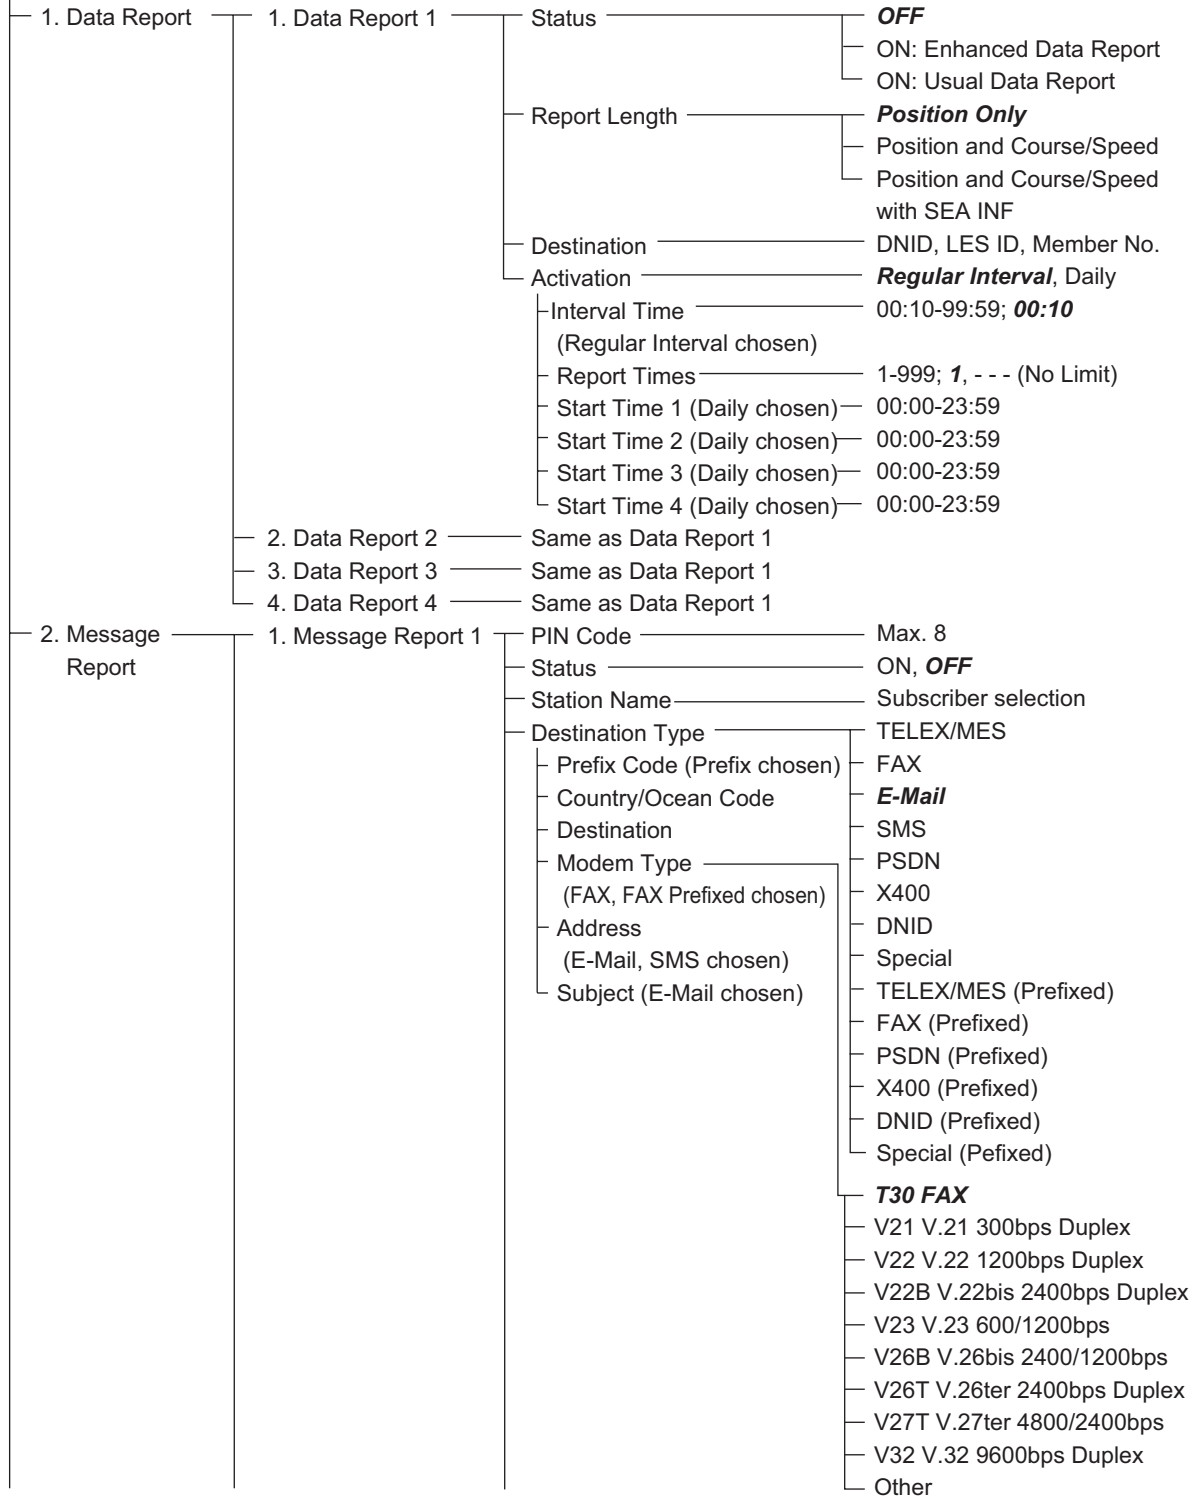 1. Data Report
1. Data Report 1
Status
OFF
ON: Enhanced Data Report
ON: Usual Data Report
Report Length
Position Only
Position and Course/Speed
Position and Course/Speed
with SEA INF
Destination
DNID, LES ID, Member No.
Activation
Regular Interval, Daily
Interval Time
00:10-99:59; 00:10
(Regular Interval chosen)
Report Times
1-999; 1, - - - (No Limit)
Start Time 1 (Daily chosen)
00:00-23:59
Start Time 2 (Daily chosen)
00:00-23:59
Start Time 3 (Daily chosen)
00:00-23:59
Start Time 4 (Daily chosen)
00:00-23:59
2. Data Report 2
Same as Data Report 1
3. Data Report 3
Same as Data Report 1
4. Data Report 4
Same as Data Report 1
2. Message
Report
1. Message Report 1
PIN Code
Max. 8
Status
ON, OFF
Station Name
Subscriber selection
Destination Type
Prefix Code (Prefix chosen)
Country/Ocean Code
Destination
Modem Type
(FAX, FAX Prefixed chosen)
Address
(E-Mail, SMS chosen)
Subject (E-Mail chosen)
TELEX/MES
FAX
E-Mail
SMS
PSDN
X400
DNID
Special
TELEX/MES (Prefixed)
FAX (Prefixed)
PSDN (Prefixed)
X400 (Prefixed)
DNID (Prefixed)
Special (Pefixed)
T30 FAX
V21 V.21 300bps Duplex
V22 V.22 1200bps Duplex
V22B V.22bis 2400bps Duplex
V23 V.23 600/1200bps
V26B V.26bis 2400/1200bps
V26T V.26ter 2400bps Duplex
V27T V.27ter 4800/2400bps
V32 V.32 9600bps Duplex
Other